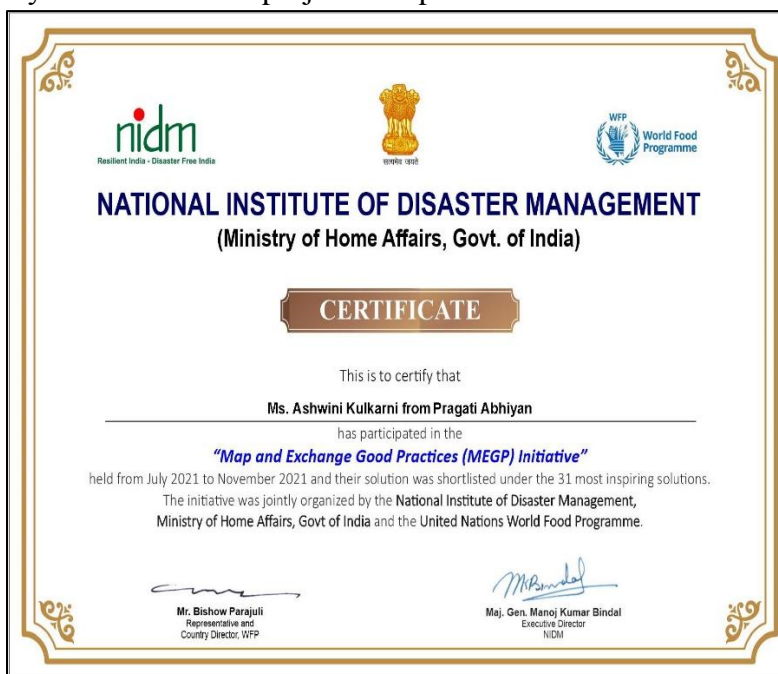 nidm
Resilient India - Disaster Free India
सत्यमेव जयते
WFP
World Food
Programme
NATIONAL INSTITUTE OF DISASTER MANAGEMENT
(Ministry of Home Affairs, Govt. of India)
CERTIFICATE
This is to certify that
Ms. Ashwini Kulkarni from Pragati Abhiyan
has participated in the
“Map and Exchange Good Practices (MEGP) Initiative”
held from July 2021 to November 2021 and their solution was shortlisted under the 31 most inspiring solutions.
The initiative was jointly organized by the National Institute of Disaster Management,
Ministry of Home Affairs, Govt of India and the United Nations World Food Programme.
Mr. Bishow Parajuli
Representative and
Country Director, WFP
MKBindal
Maj. Gen. Manoj Kumar Bindal
Executive Director
NIDM